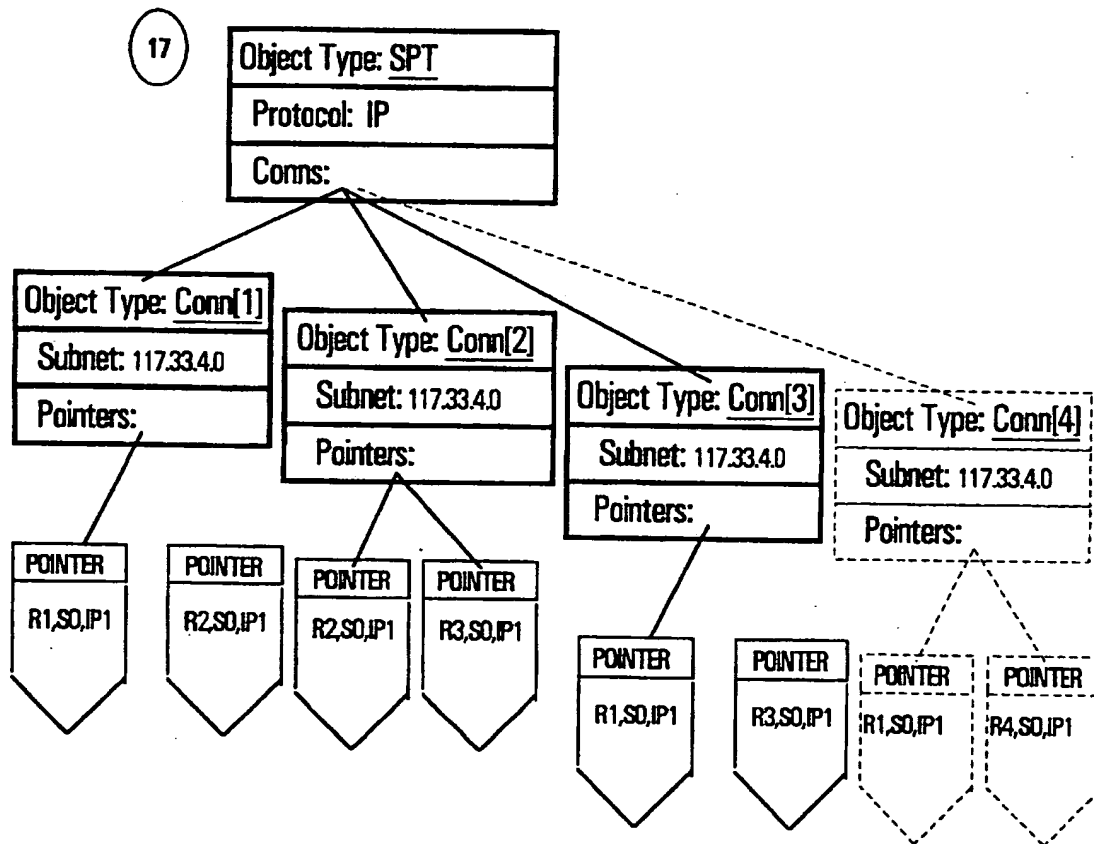 17
Object Type: SPT
Protocol: IP
Conns:
Object Type: Conn[1]
Subnet: 117.33.4.0
Pointers:
Object Type: Conn[2]
Subnet: 117.33.4.0
Pointers:
Object Type: Conn[3]
Subnet: 117.33.4.0
Pointers:
Object Type: Conn[4]
Subnet: 117.33.4.0
Pointers:
POINTER
R1,S0,IP1
POINTER
R2,S0,IP1
POINTER
R2,S0,IP1
POINTER
R3,S0,IP1
POINTER
R1,S0,IP1
POINTER
R3,S0,IP1
POINTER
R1,S0,IP1
POINTER
R4,S0,IP1